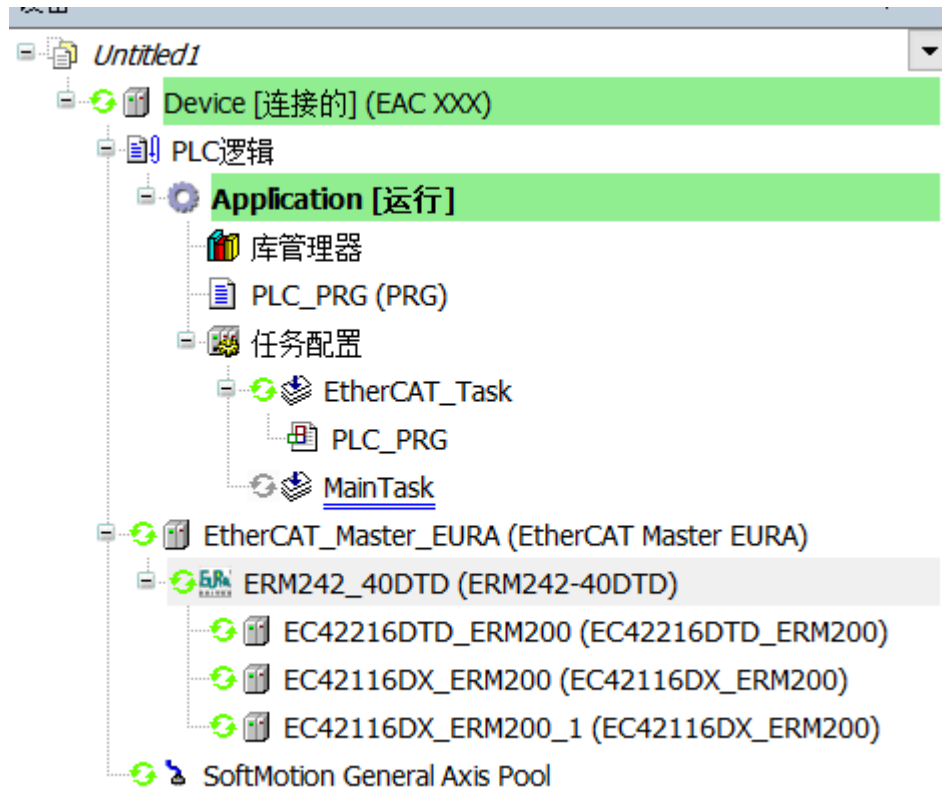 Untitled1
Device [连接的] (EAC XXX)
PLC逻辑
Application [运行]
库管理器
PLC_PRG (PRG)
任务配置
EtherCAT_Task
PLC_PRG
MainTask
EtherCAT_Master_EURA (EtherCAT Master EURA)
ERM242_40DTD (ERM242-40DTD)
EC42216DTD_ERM200 (EC42216DTD_ERM200)
EC42116DX_ERM200 (EC42116DX_ERM200)
EC42116DX_ERM200_1 (EC42116DX_ERM200)
SoftMotion General Axis Pool